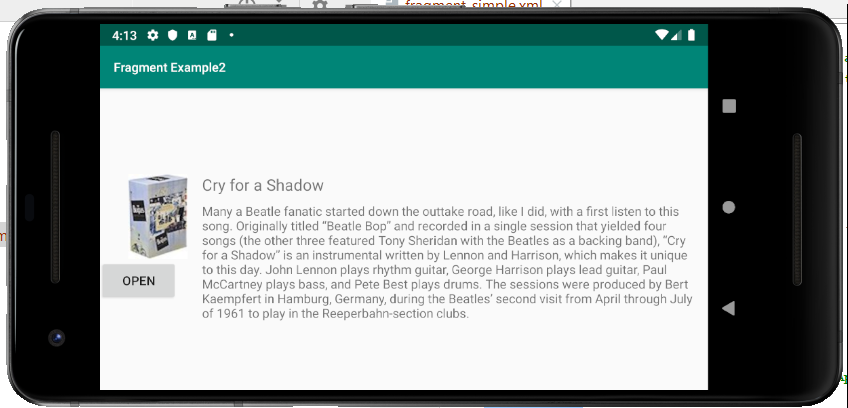 fragment_simple.xml
4:13
Fragment Example2
Cry for a Shadow
Many a Beatle fanatic started down the outtake road, like I did, with a first listen to this
song. Originally titled “Beatle Bop” and recorded in a single session that yielded four
songs (the other three featured Tony Sheridan with the Beatles as a backing band), “Cry
for a Shadow” is an instrumental written by Lennon and Harrison, which makes it unique
to this day. John Lennon plays rhythm guitar, George Harrison plays lead guitar, Paul
McCartney plays bass, and Pete Best plays drums. The sessions were produced by Bert
Kaempfert in Hamburg, Germany, during the Beatles’ second visit from April through July
of 1961 to play in the Reeperbahn-section clubs.
OPEN